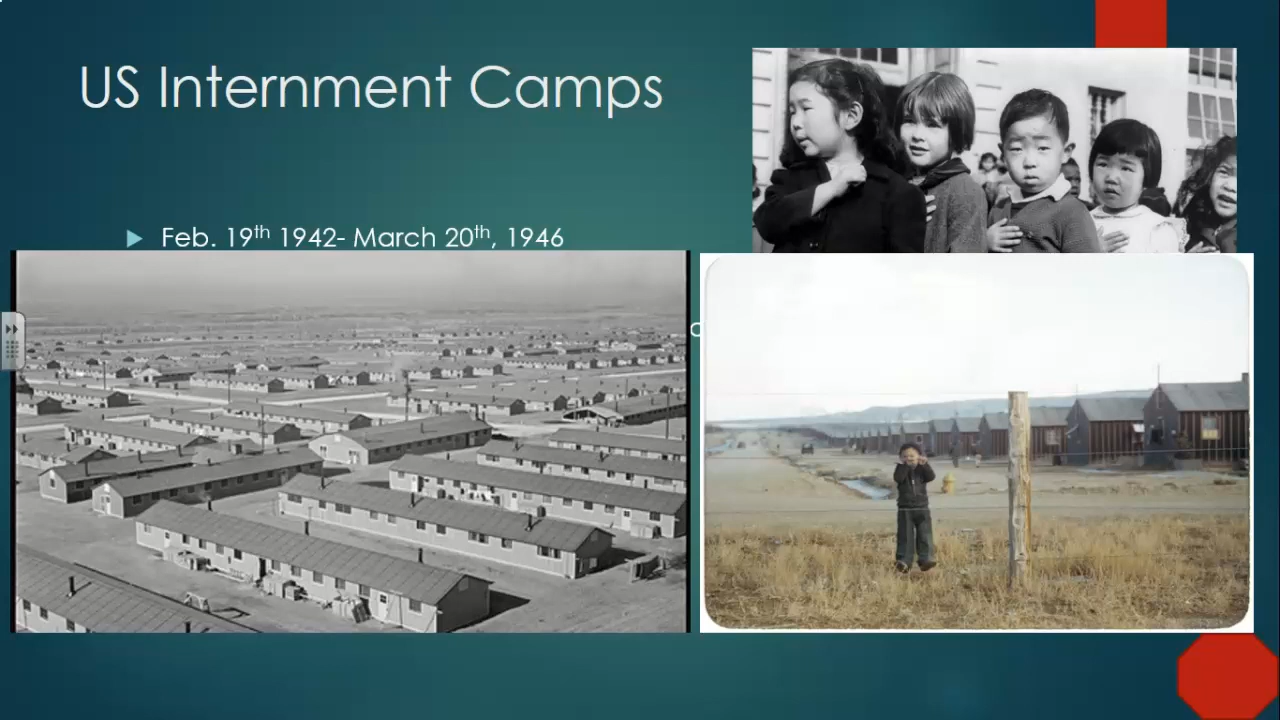 US Internment Camps
Feb. 19th 1942- March 20th, 1946